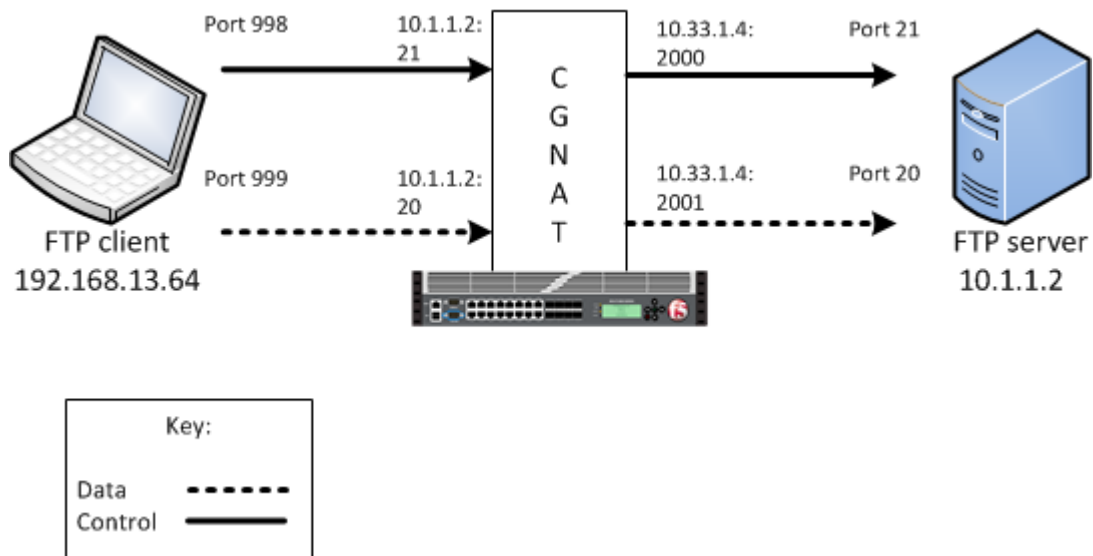 Port 998
10.1.1.2:
21
10.33.1.4:
2000
Port 21
C
G
N
A
T
Port 999
10.1.1.2:
20
10.33.1.4:
2001
Port 20
FTP client
192.168.13.64
FTP server
10.1.1.2
f5
Key:
Data
Control